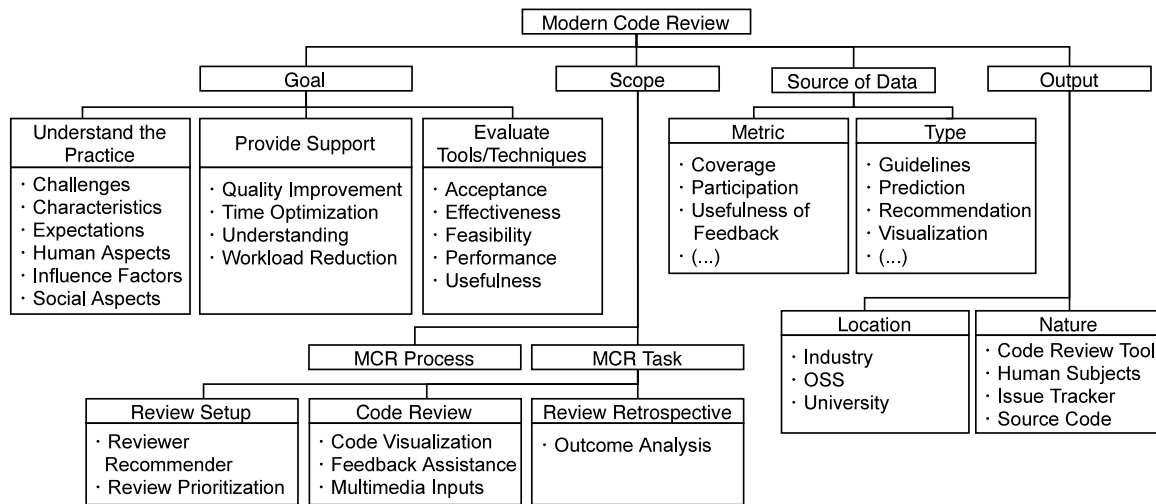 Modern Code Review
Goal
Scope
Source of Data
Output
Understand the
Practice
· Challenges
· Characteristics
· Expectations
· Human Aspects
· Influence Factors
· Social Aspects
Provide Support
· Quality Improvement
· Time Optimization
· Understanding
· Workload Reduction
Evaluate
Tools/Techniques
· Acceptance
· Effectiveness
· Feasibility
· Performance
· Usefulness
Metric
· Coverage
· Participation
· Usefulness of
Feedback
· (...)
Type
· Guidelines
· Prediction
· Recommendation
· Visualization
· (...)
Location
· Industry
· OSS
· University
Nature
· Code Review Tool
· Human Subjects
· Issue Tracker
· Source Code
MCR Process
MCR Task
Review Setup
· Reviewer
Recommender
· Review Prioritization
Code Review
· Code Visualization
· Feedback Assistance
· Multimedia Inputs
Review Retrospective
· Outcome Analysis